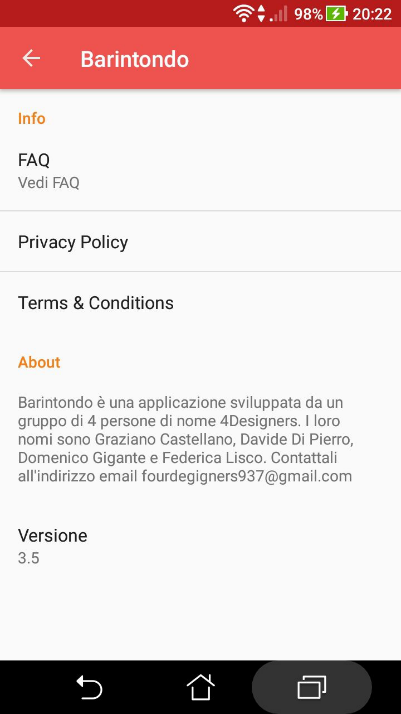 98% 20:22
Barintondo
Info
FAQ
Vedi FAQ
Privacy Policy
Terms & Conditions
About
Barintondo è una applicazione sviluppata da un
gruppo di 4 persone di nome 4Designers. I loro
nomi sono Graziano Castellano, Davide Di Pierro,
Domenico Gigante e Federica Lisco. Contattali
all'indirizzo email fourdegigners937@gmail.com
Versione
3.5